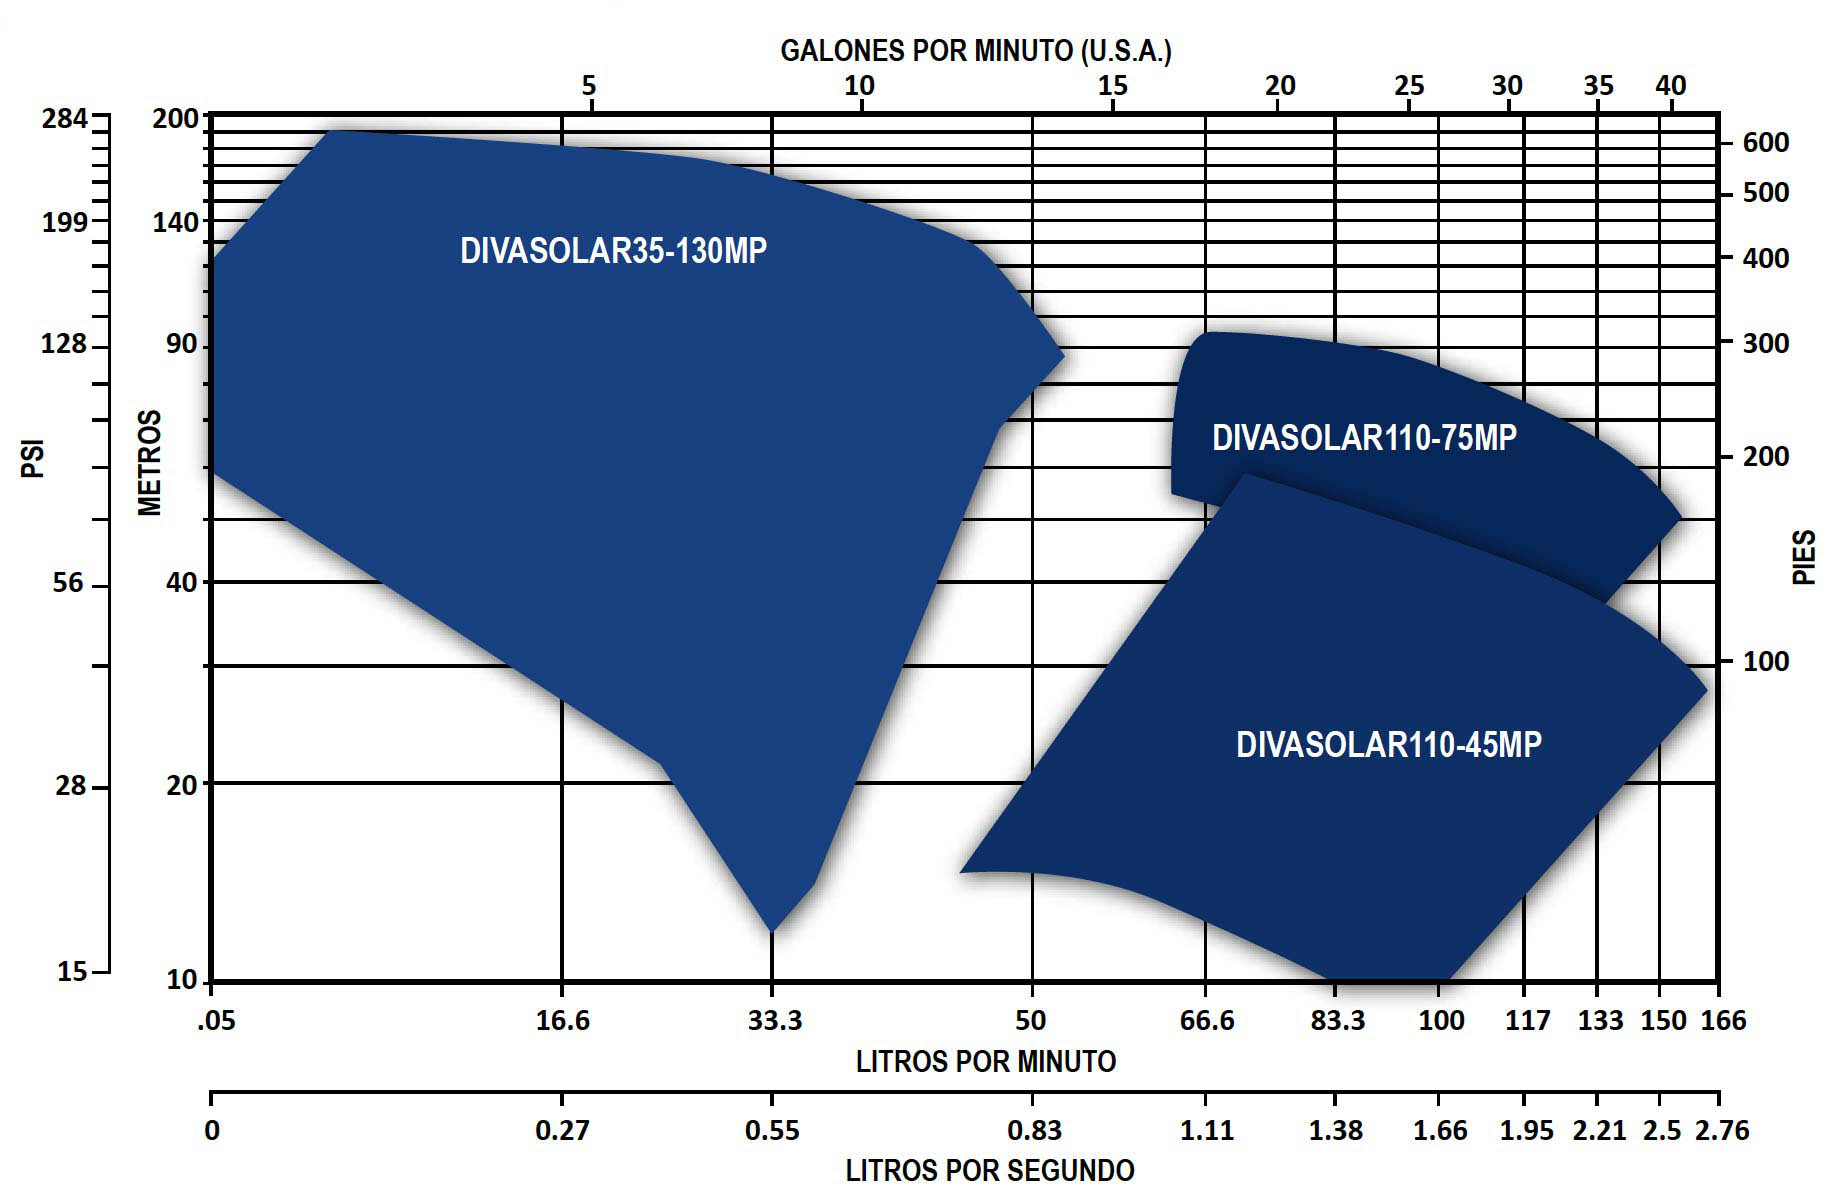 GALONES POR MINUTO (U.S.A.)
5 10 15 20 25 30 35 40
284 200
600
500
199 140
DIVASOLAR35-130MP
400
128 90
300
DIVASOLAR110-75MP
200
PSI
METROS
PIES
56 40
100
DIVASOLAR110-45MP
28 20
15 10
.05 16.6 33.3 50 66.6 83.3 100 117 133 150 166
LITROS POR MINUTO
0 0.27 0.55 0.83 1.11 1.38 1.66 1.95 2.21 2.5 2.76
LITROS POR SEGUNDO